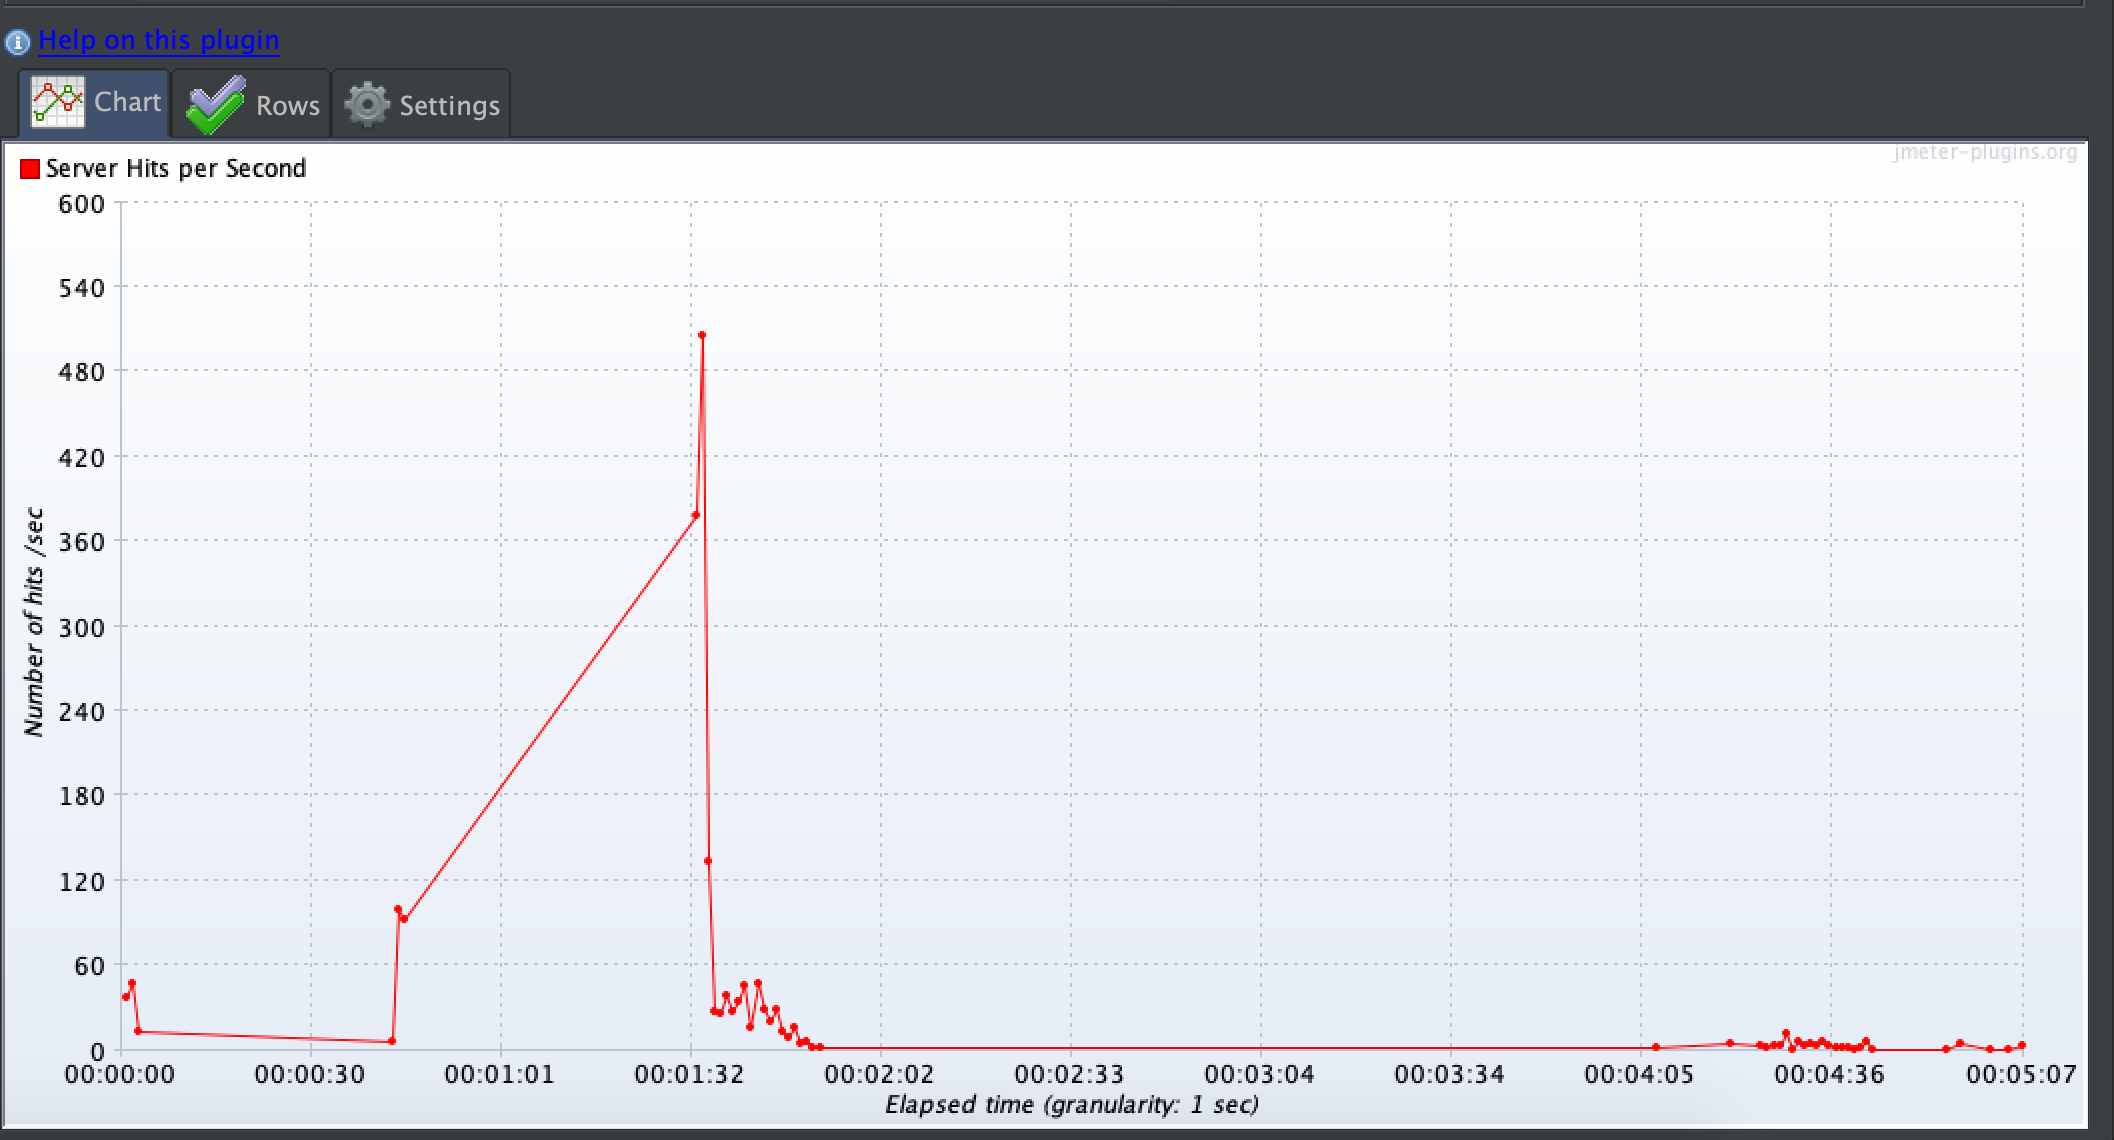 Help on this plugin
Chart Rows Settings
jmeter-plugins.org
Server Hits per Second
600
540
480
420
360
300
240
180
120
60
0
Number of hits /sec
00:00:00 00:00:30 00:01:01 00:01:32 00:02:02 00:02:33 00:03:04 00:03:34 00:04:05 00:04:36 00:05:07
Elapsed time (granularity: 1 sec)